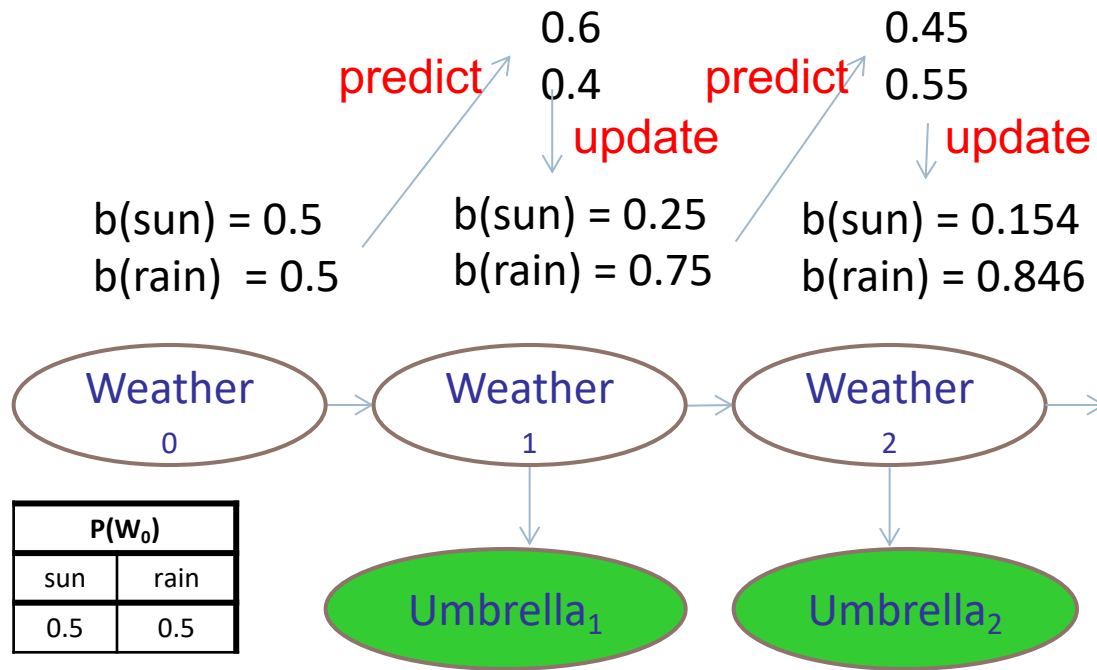 0.6
0.4
predict
update
0.45
0.55
predict
update
b(sun) = 0.5
b(rain) = 0.5
b(sun) = 0.25
b(rain) = 0.75
b(sun) = 0.154
b(rain) = 0.846
Weather
0
Weather
1
Weather
2
P(W₀)
sun rain
0.5 0.5
Umbrella₁
Umbrella₂